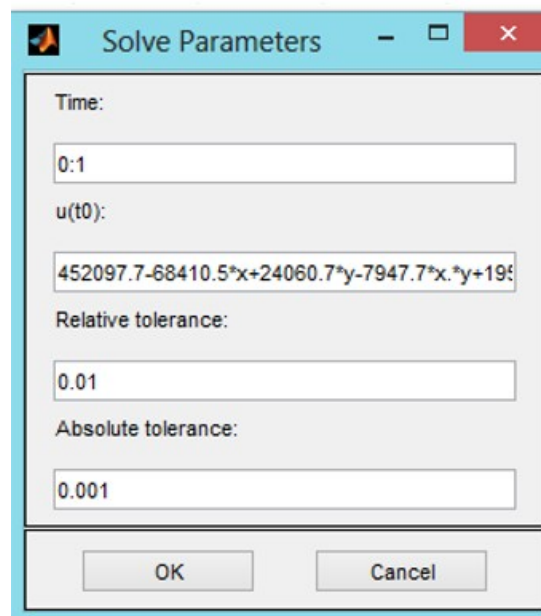 Solve Parameters
Time:
0:1
u(t0):
452097.7-68410.5*x+24060.7*y-7947.7*x.*y+195
Relative tolerance:
0.01
Absolute tolerance:
0.001
OK Cancel